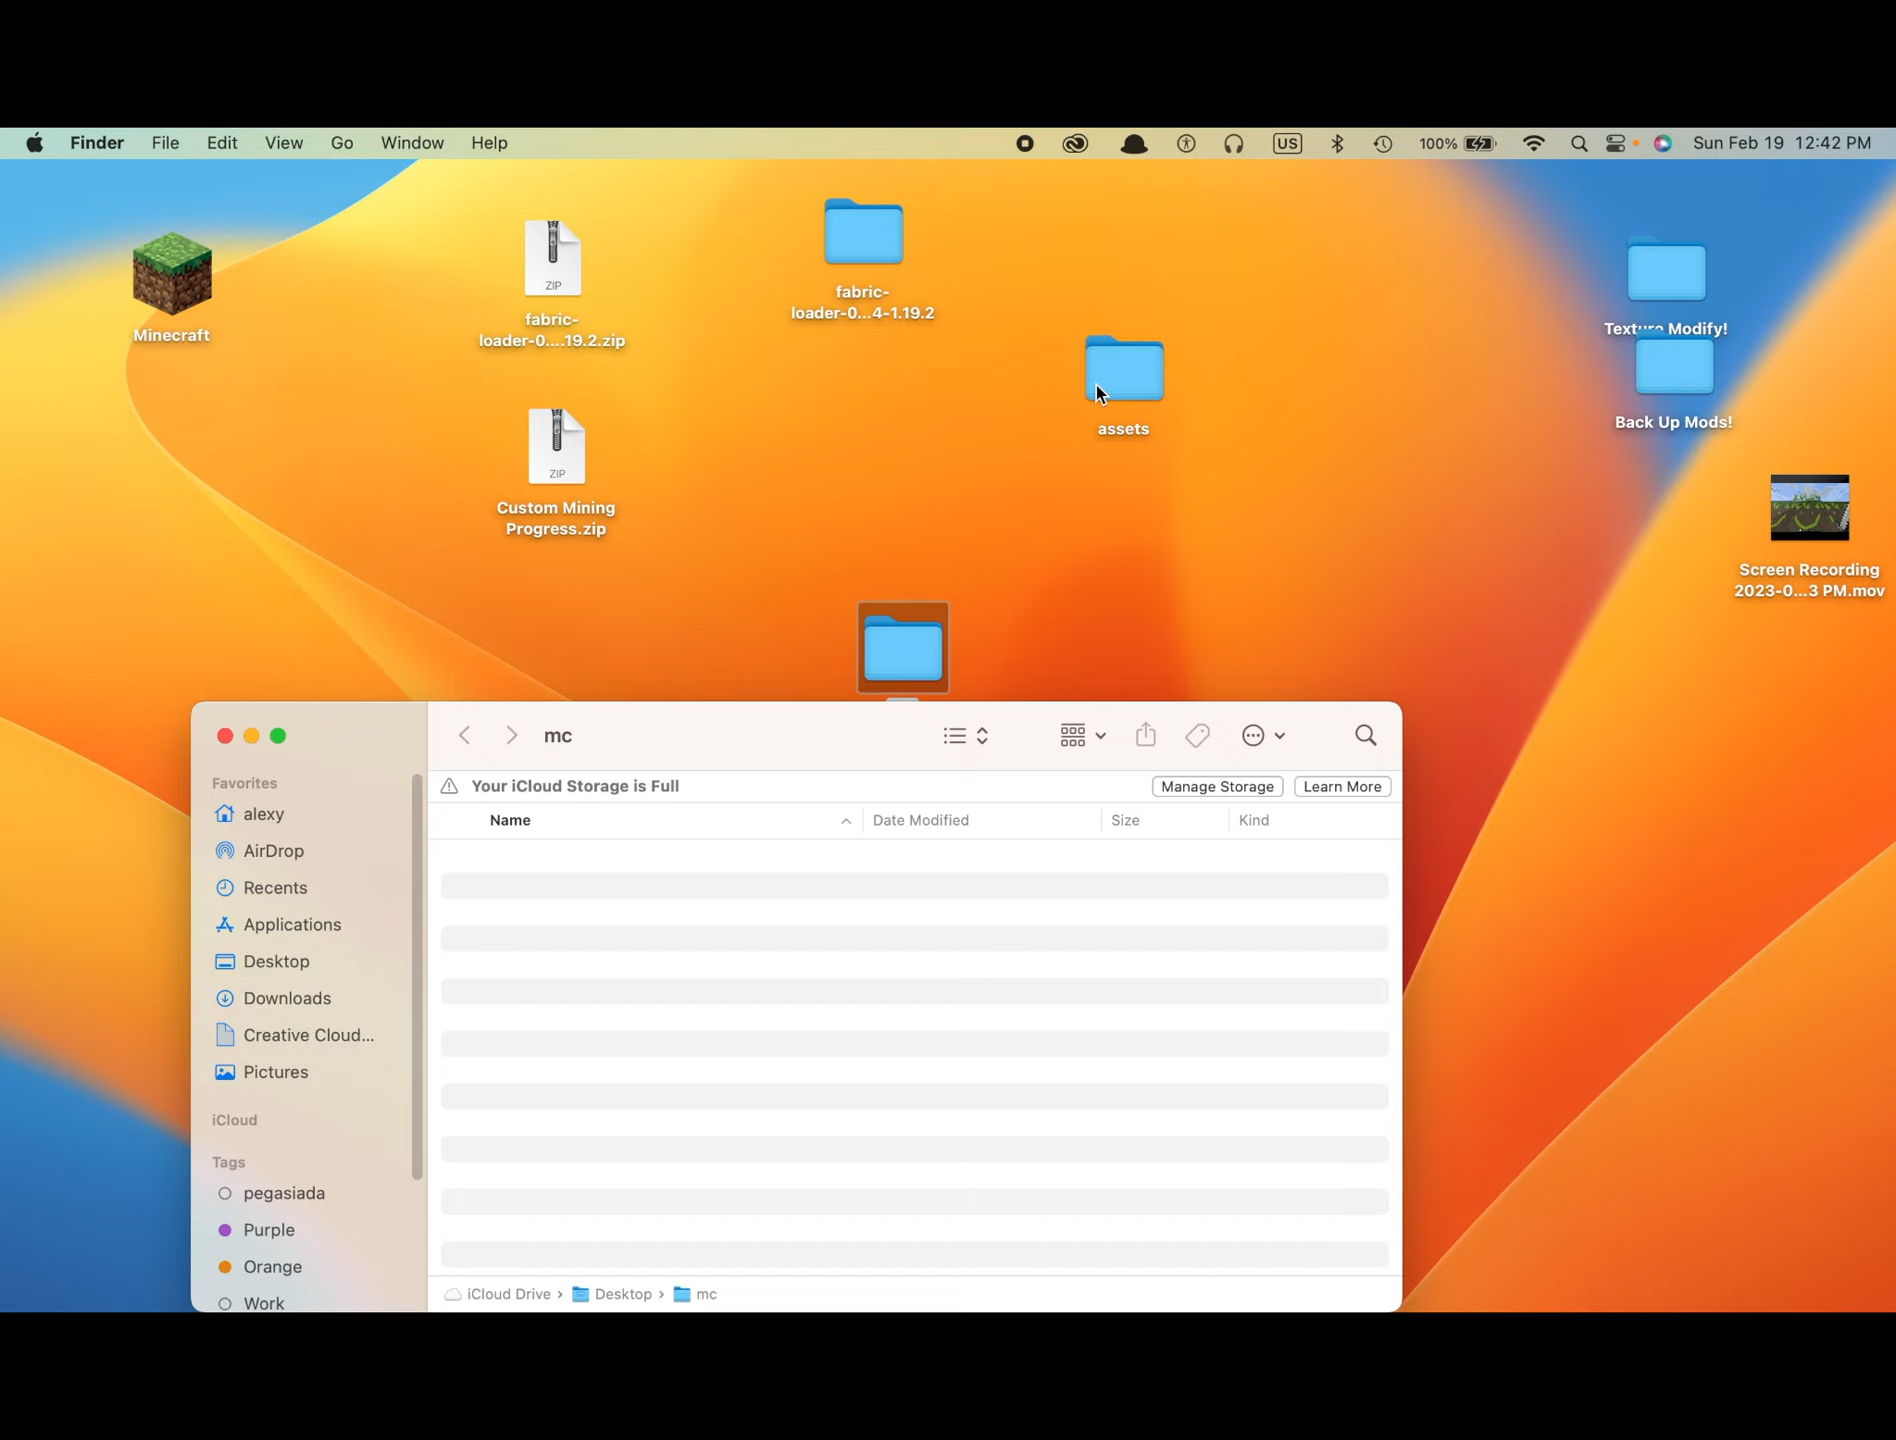 Finder File Edit View Go Window Help US 100% Sun Feb 19 12:42 PM
Minecraft
ZIP
fabric-
loader-0....19.2.zip
fabric-
loader-0...4-1.19.2
assets
Texture Modify!
Back Up Mods!
ZIP
Custom Mining
Progress.zip
Screen Recording
2023-0...3 PM.mov
mc
Your iCloud Storage is Full Manage Storage Learn More
Name Date Modified Size Kind
Favorites
alexy
AirDrop
Recents
Applications
Desktop
Downloads
Creative Cloud...
Pictures
iCloud
Tags
pegasiada
Purple
Orange
Work
iCloud Drive › Desktop › mc